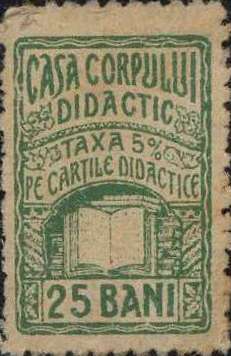 CASA CORPULUI
DIDACTIC
TAXA 5%
PE CARTILE DIDACTICE
25 BANI